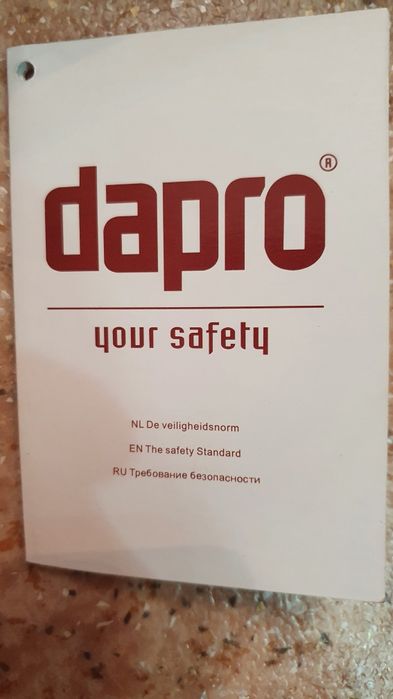 dapro®
your safety
NL De veiligheidsnorm
EN The safety Standard
RU Требование безопасности